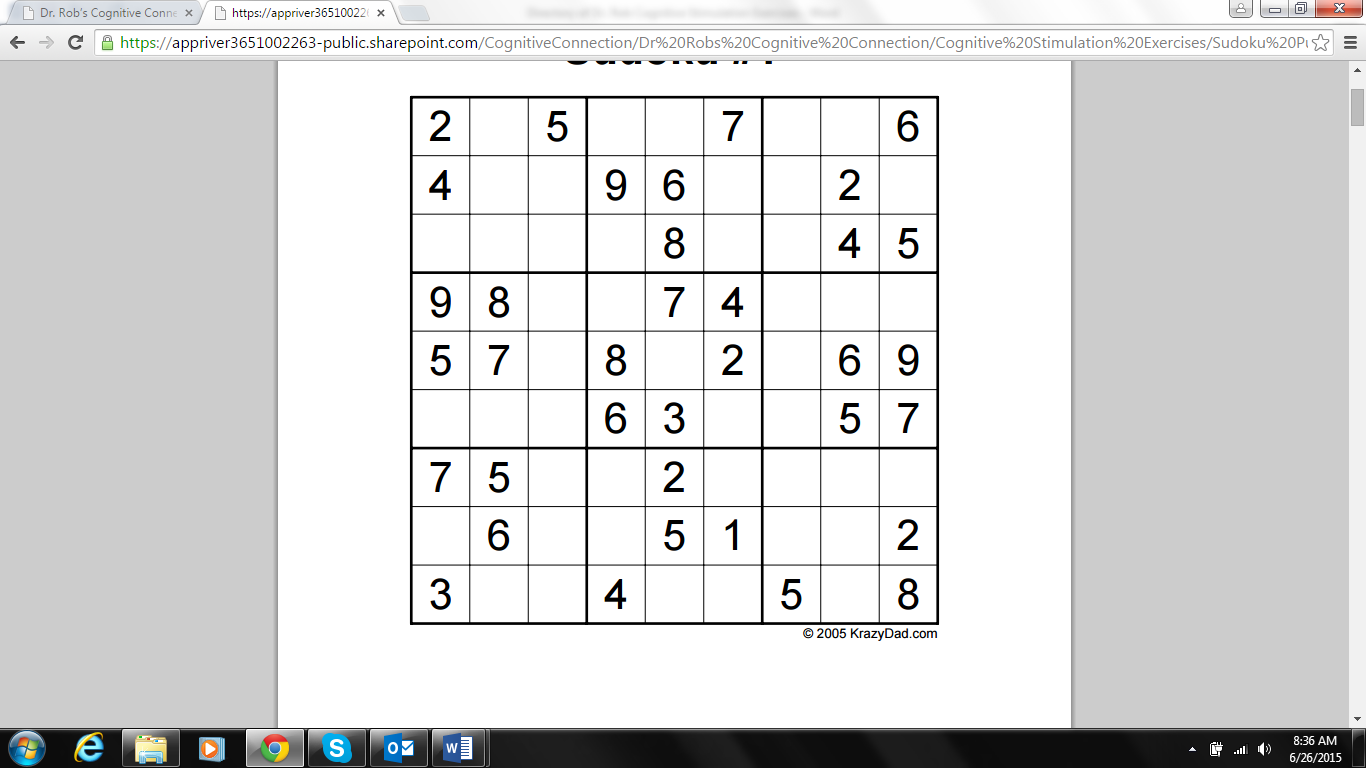 Dr. Rob's Cognitive Conne
https://appriver365100226
https://appriver3651002263-public.sharepoint.com/CognitiveConnection/Dr%20Robs%20Cognitive%20Connection/Cognitive%20Stimulation%20Exercises/Sudoku%20Pu
2 5 7 6
4 9 6 2
8 4 5
9 8 7 4
5 7 8 2 6 9
6 3 5 7
7 5 2
6 5 1 2
3 4 5 8
© 2005 KrazyDad.com
8:36 AM
6/26/2015